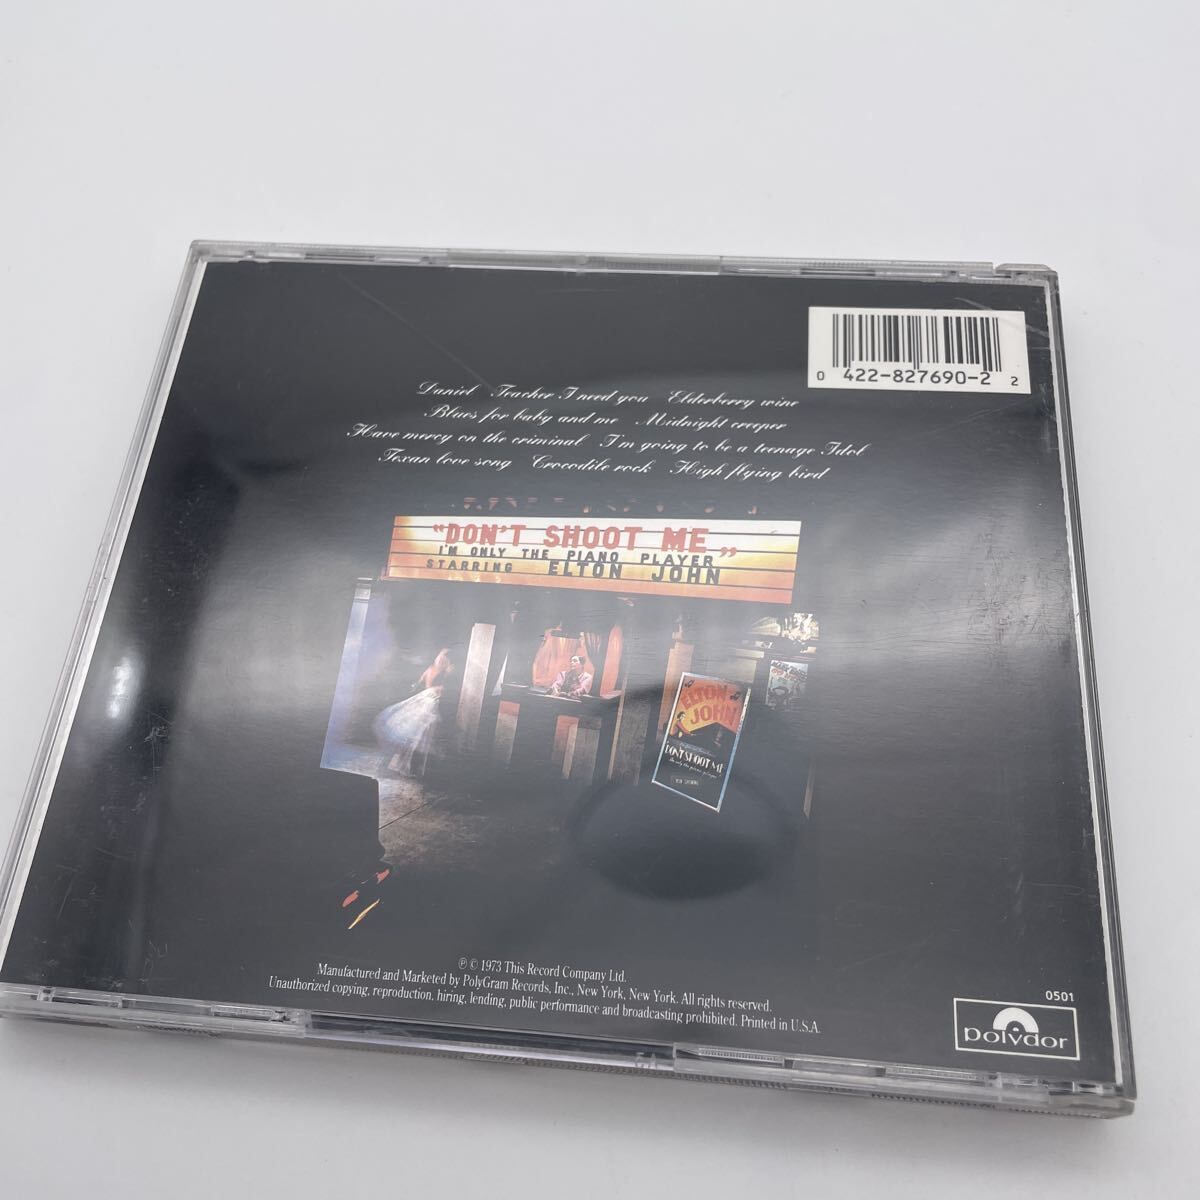 0 422-827690-2 2
Daniel Teacher I need you Elderberry wine
Blues for baby and me Midnight creeper
Have mercy on the criminal I'm going to be a teenage Idol
Texan love song Crocodile rock High flying bird
"DON'T SHOOT ME"
I'M ONLY THE PIANO PLAYER
STARRING ELTON JOHN
ELTON
JOHN
DON'T SHOOT ME
℗ © 1973 This Record Company Ltd.
Manufactured and Marketed by PolyGram Records, Inc., New York, New York. All rights reserved.
Unauthorized copying, reproduction, hiring, lending, public performance and broadcasting prohibited. Printed in U.S.A.
0501
polydor